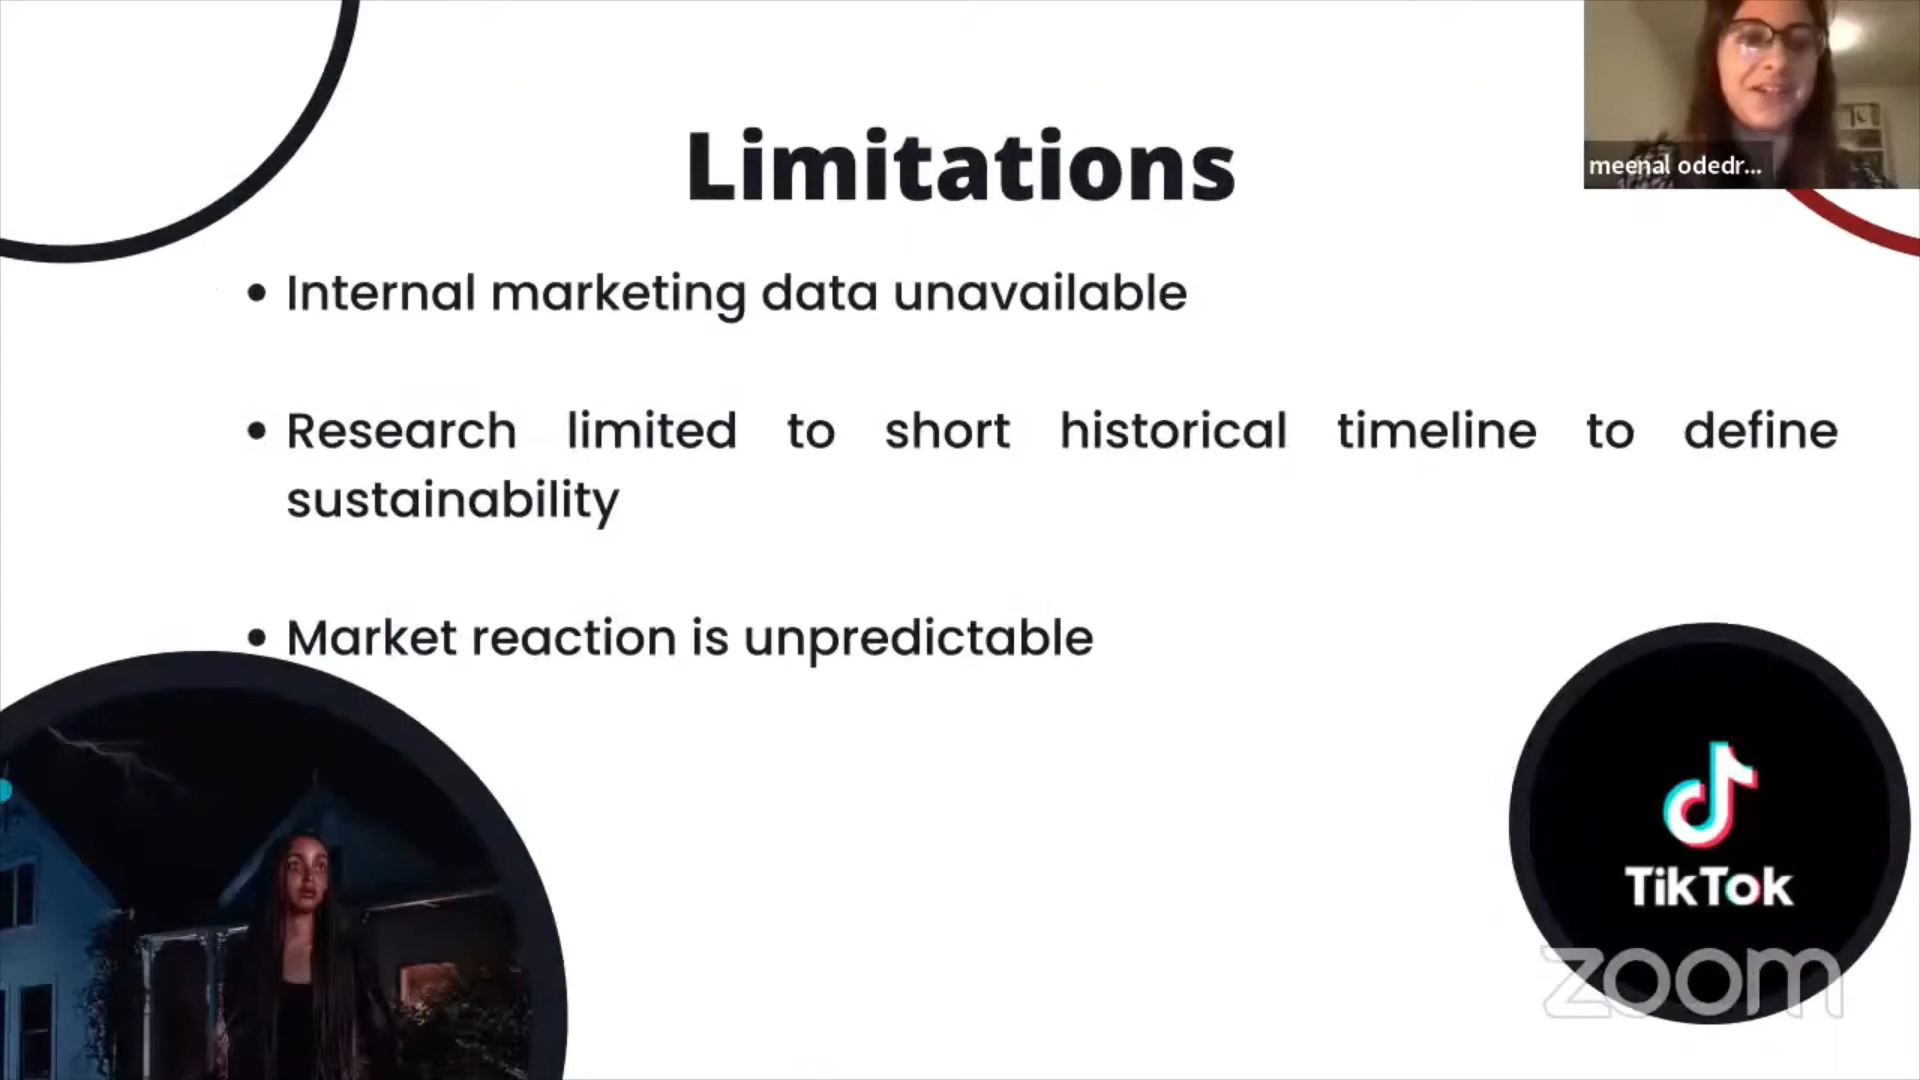 Limitations
meenal odedr...
• Internal marketing data unavailable
• Research limited to short historical timeline to define
sustainability
• Market reaction is unpredictable
TikTok
zoom